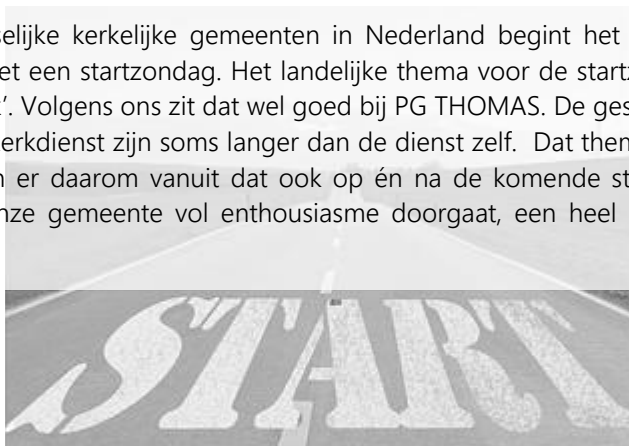 elijke kerkelijke gemeenten in Nederland begint het
et een startzondag. Het landelijke thema voor de start
’. Volgens ons zit dat wel goed bij PG THOMAS. De ges
erkdienst zijn soms langer dan de dienst zelf. Dat them
er daarom vanuit dat ook op én na de komende st
nze gemeente vol enthousiasme doorgaat, een heel
START